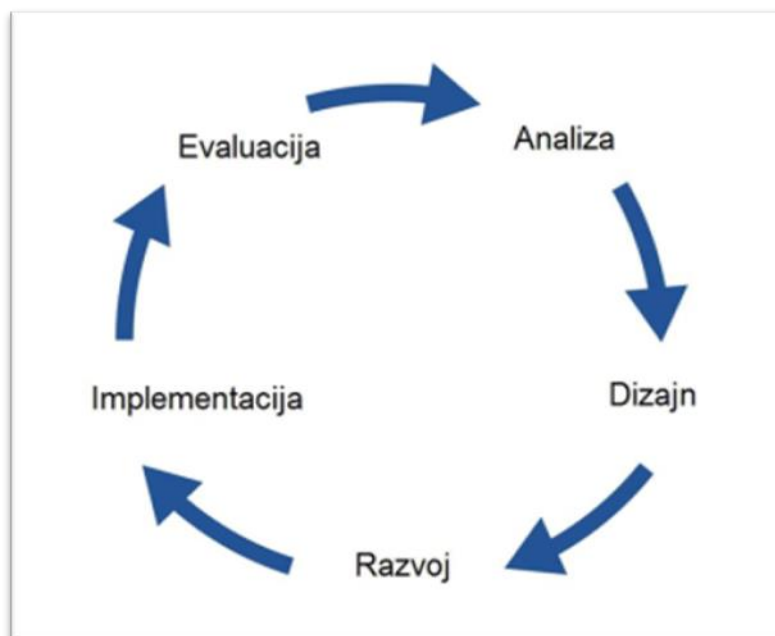 Evaluacija
Analiza
Implementacija
Dizajn
Razvoj